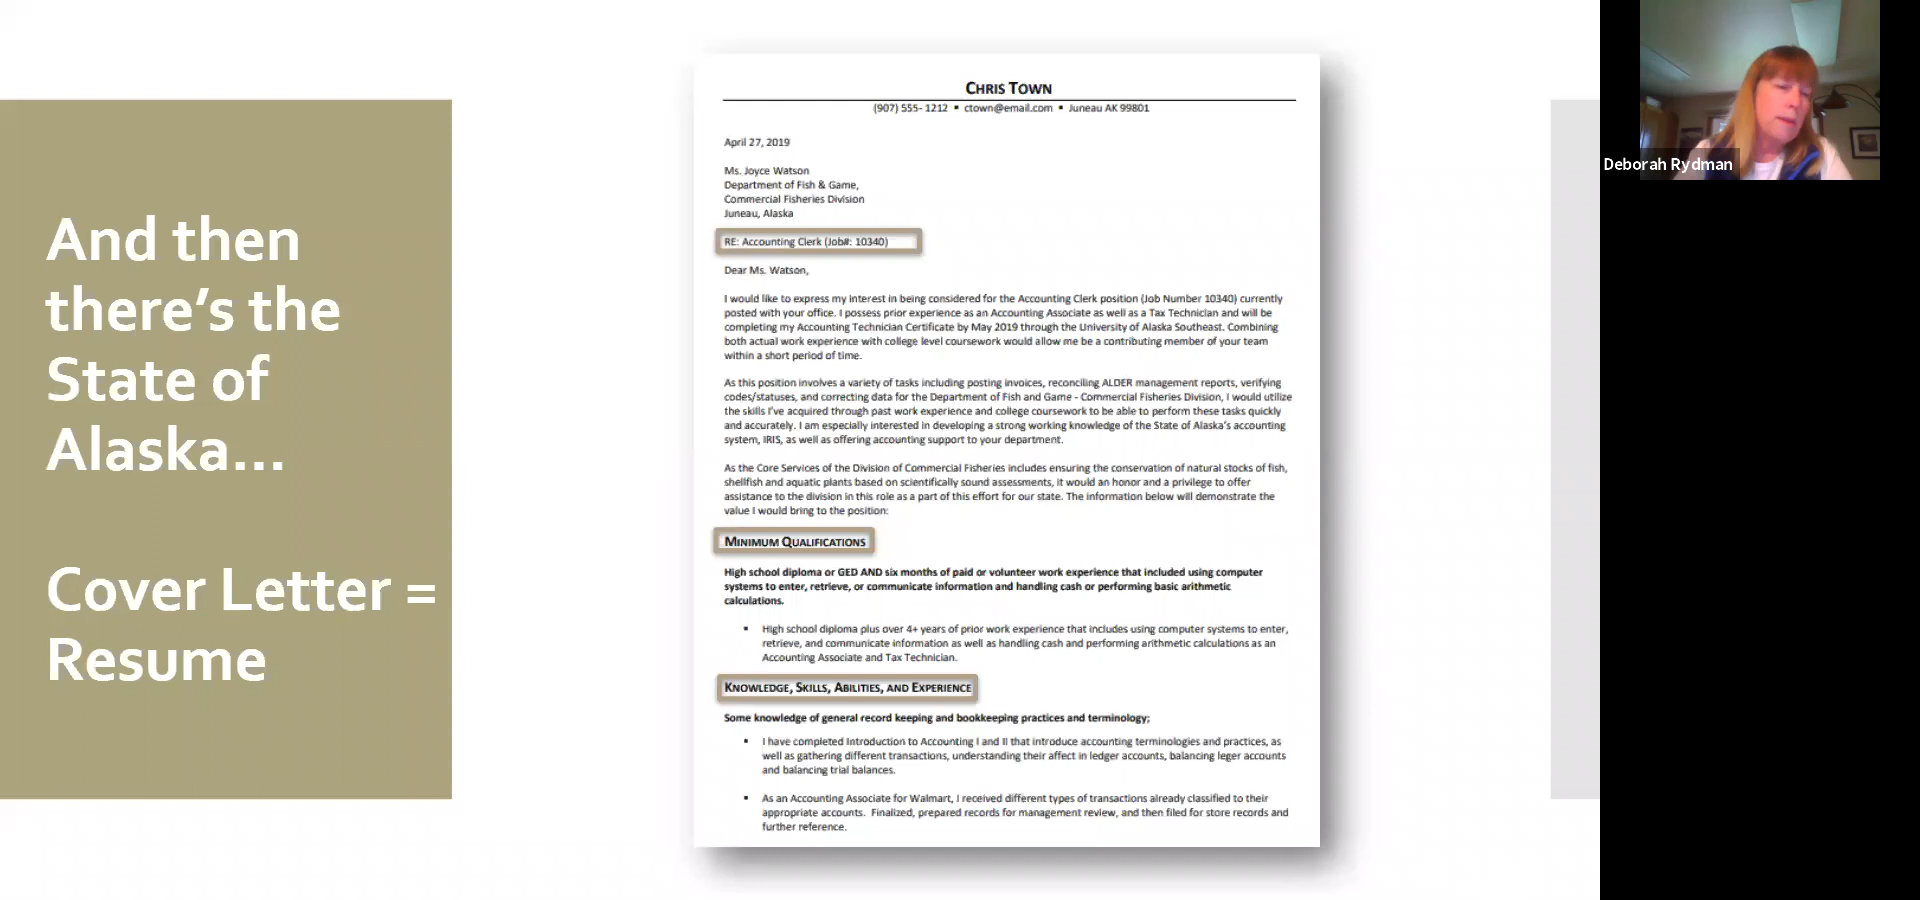 And then
there's the
State of
Alaska...
Cover Letter =
Resume
CHRIS TOWN
(907) 555- 1212 ▪ ctown@email.com ▪ Juneau AK 99801
April 27, 2019
Ms. Joyce Watson
Department of Fish & Game,
Commercial Fisheries Division
Juneau, Alaska
RE: Accounting Clerk (Job#: 10340)
Dear Ms. Watson,
I would like to express my interest in being considered for the Accounting Clerk position (Job Number 10340) currently
posted with your office. I possess prior experience as an Accounting Associate as well as a Tax Technician and will be
completing my Accounting Technician Certificate by May 2019 through the University of Alaska Southeast. Combining
both actual work experience with college level coursework would allow me be a contributing member of your team
within a short period of time.
As this position involves a variety of tasks including posting invoices, reconciling ALDER management reports, verifying
codes/statuses, and correcting data for the Department of Fish and Game - Commercial Fisheries Division, I would utilize
the skills I've acquired through past work experience and college coursework to be able to perform these tasks quickly
and accurately. I am especially interested in developing a strong working knowledge of the State of Alaska's accounting
system, IRIS, as well as offering accounting support to your department.
As the Core Services of the Division of Commercial Fisheries includes ensuring the conservation of natural stocks of fish,
shellfish and aquatic plants based on scientifically sound assessments, it would an honor and a privilege to offer
assistance to the division in this role as a part of this effort for our state. The information below will demonstrate the
value I would bring to the position:
MINIMUM QUALIFICATIONS
High school diploma or GED AND six months of paid or volunteer work experience that included using computer
systems to enter, retrieve, or communicate information and handling cash or performing basic arithmetic
calculations.
▪ High school diploma plus over 4+ years of prior work experience that includes using computer systems to enter,
retrieve, and communicate information as well as handling cash and performing arithmetic calculations as an
Accounting Associate and Tax Technician.
KNOWLEDGE, SKILLS, ABILITIES, AND EXPERIENCE
Some knowledge of general record keeping and bookkeeping practices and terminology;
▪ I have completed Introduction to Accounting I and II that introduce accounting terminologies and practices, as
well as gathering different transactions, understanding their affect in ledger accounts, balancing leger accounts
and balancing trial balances.
▪ As an Accounting Associate for Walmart, I received different types of transactions already classified to their
appropriate accounts. Finalized, prepared records for management review, and then filed for store records and
further reference.
Deborah Rydman